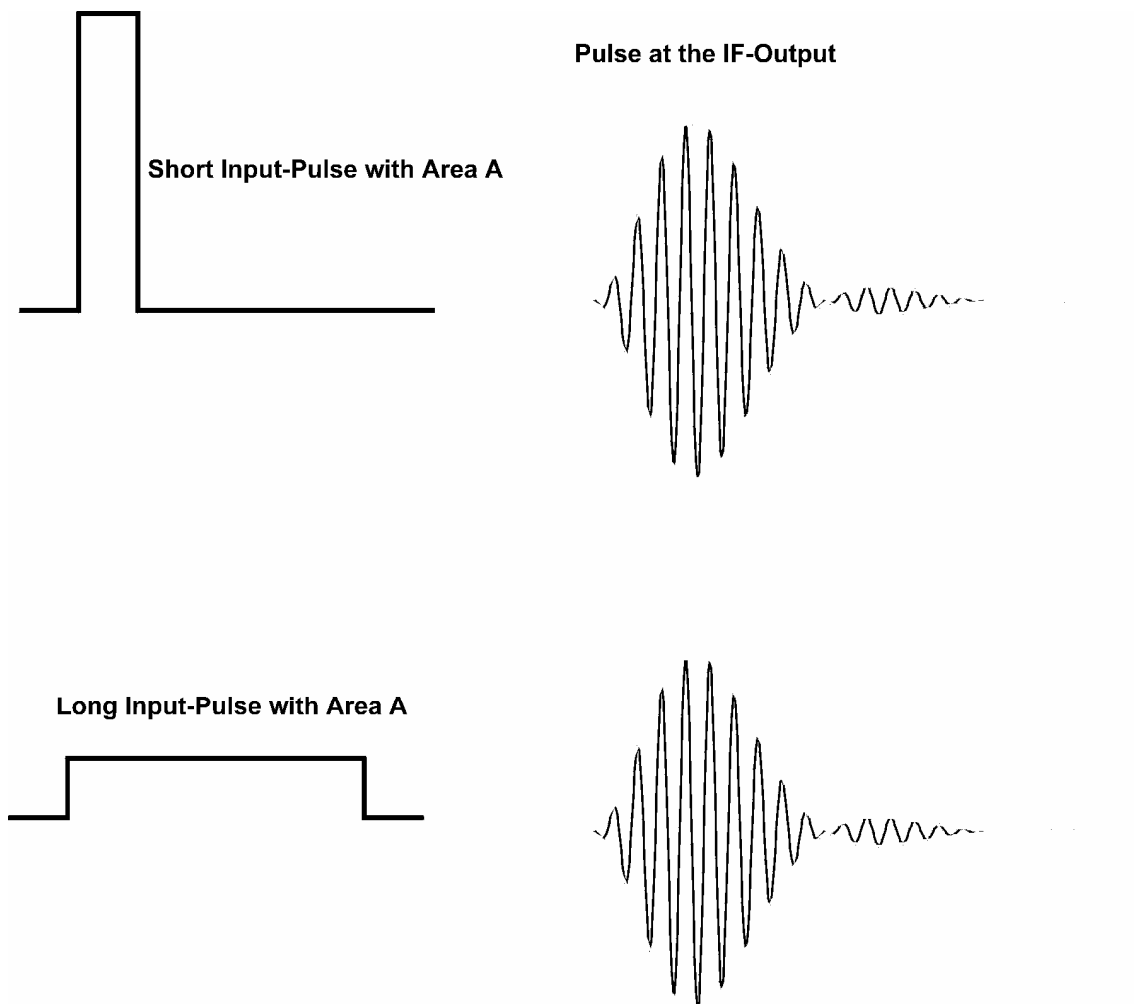 Pulse at the IF-Output
Short Input-Pulse with Area A
Long Input-Pulse with Area A